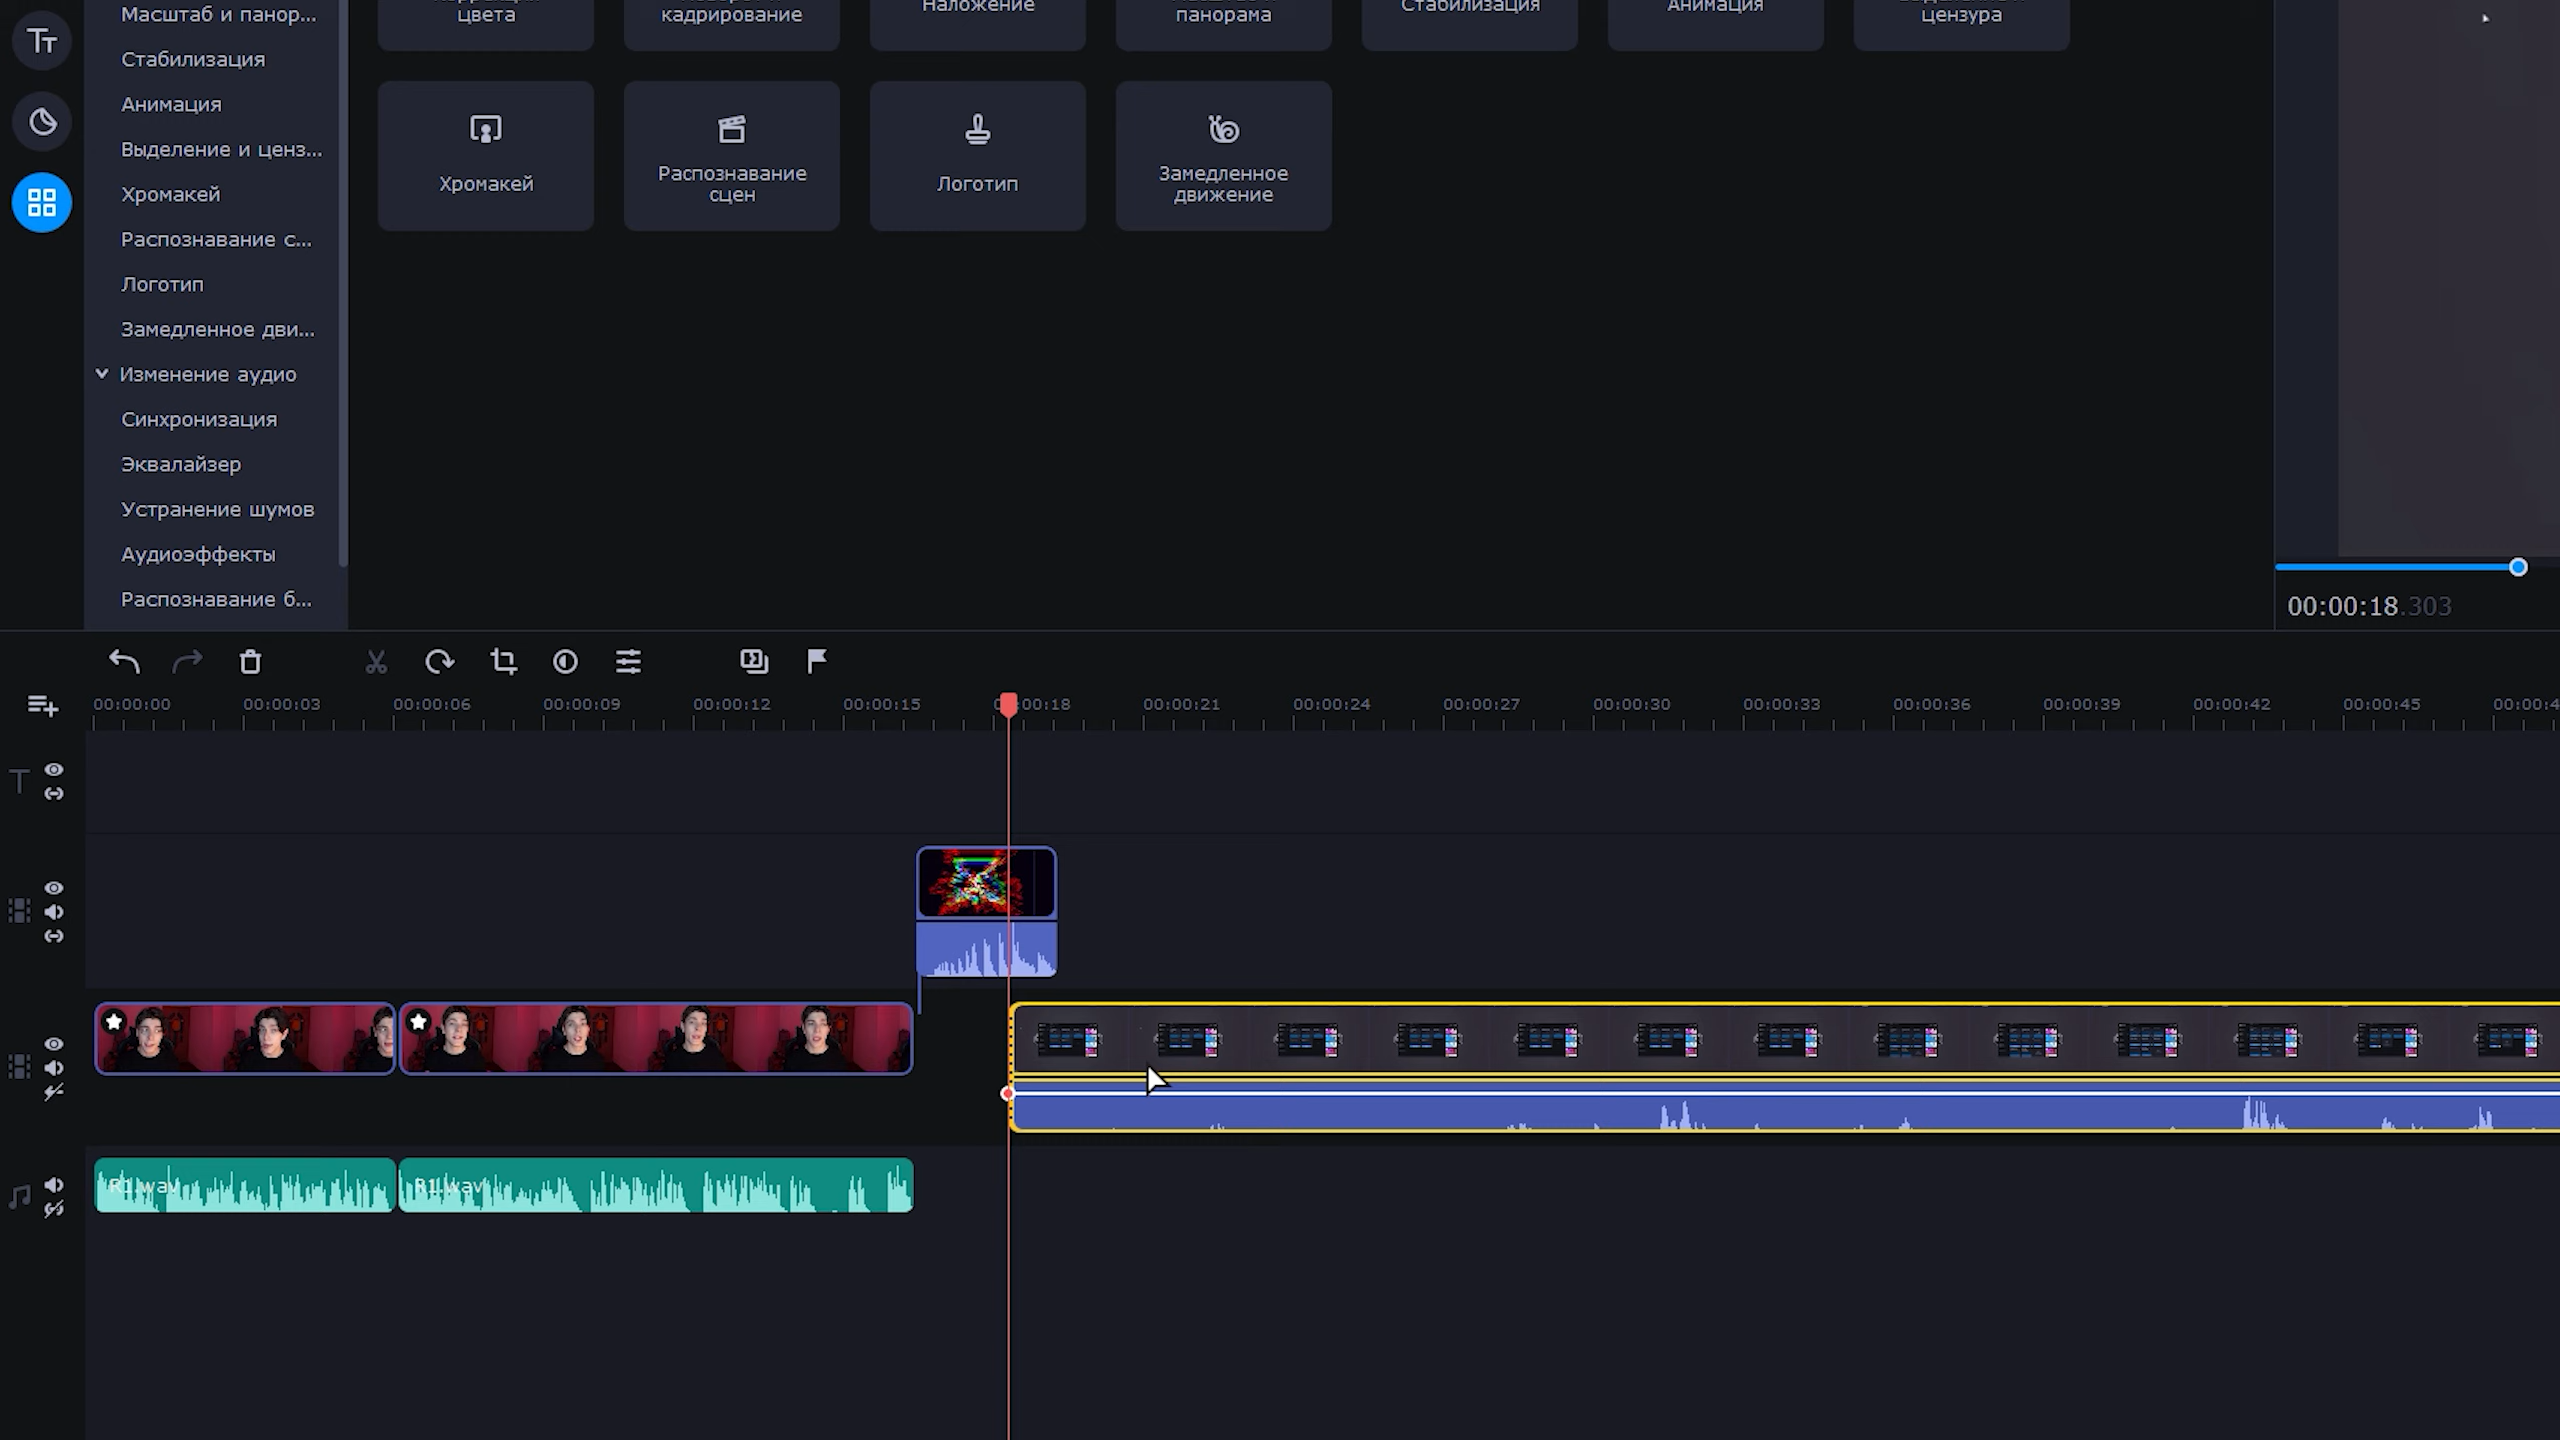 Масштаб и панор...
Стабилизация
Анимация
Выделение и ценз...
Хромакей
Распознавание с...
Логотип
Замедленное дви...
Изменение аудио
Синхронизация
Эквалайзер
Устранение шумов
Аудиоэффекты
Распознавание б...
цвета
кадрирование
Наложение
панорама
Стабилизация
Анимация
цензура
Хромакей
Распознавание
сцен
Логотип
Замедленное
движение
00:00:18.303
00:00:00 00:00:03 00:00:06 00:00:09 00:00:12 00:00:15 :00:18 00:00:21 00:00:24 00:00:27 00:00:30 00:00:33 00:00:36 00:00:39 00:00:42 00:00:45 00:00:4
R1.wav R1.wav